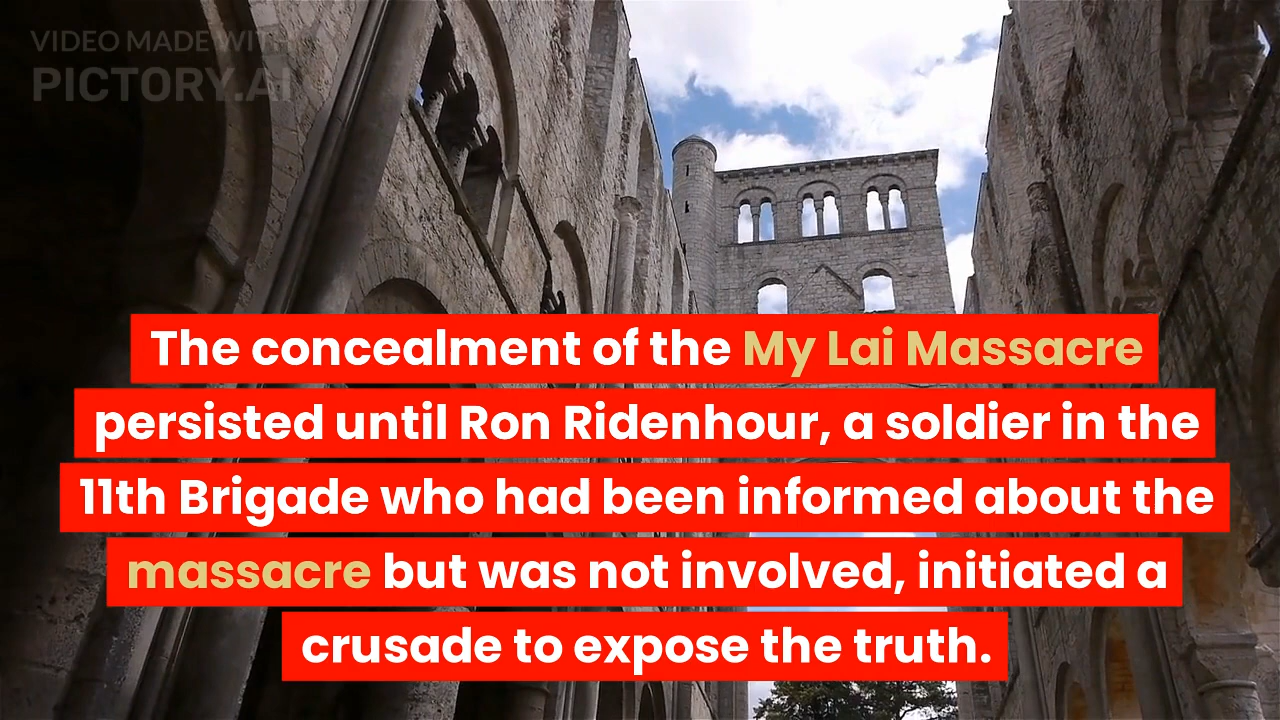 VIDEO MADE WITH
PICTORY.AI
The concealment of the My Lai Massacre
persisted until Ron Ridenhour, a soldier in the
11th Brigade who had been informed about the
massacre but was not involved, initiated a
crusade to expose the truth.